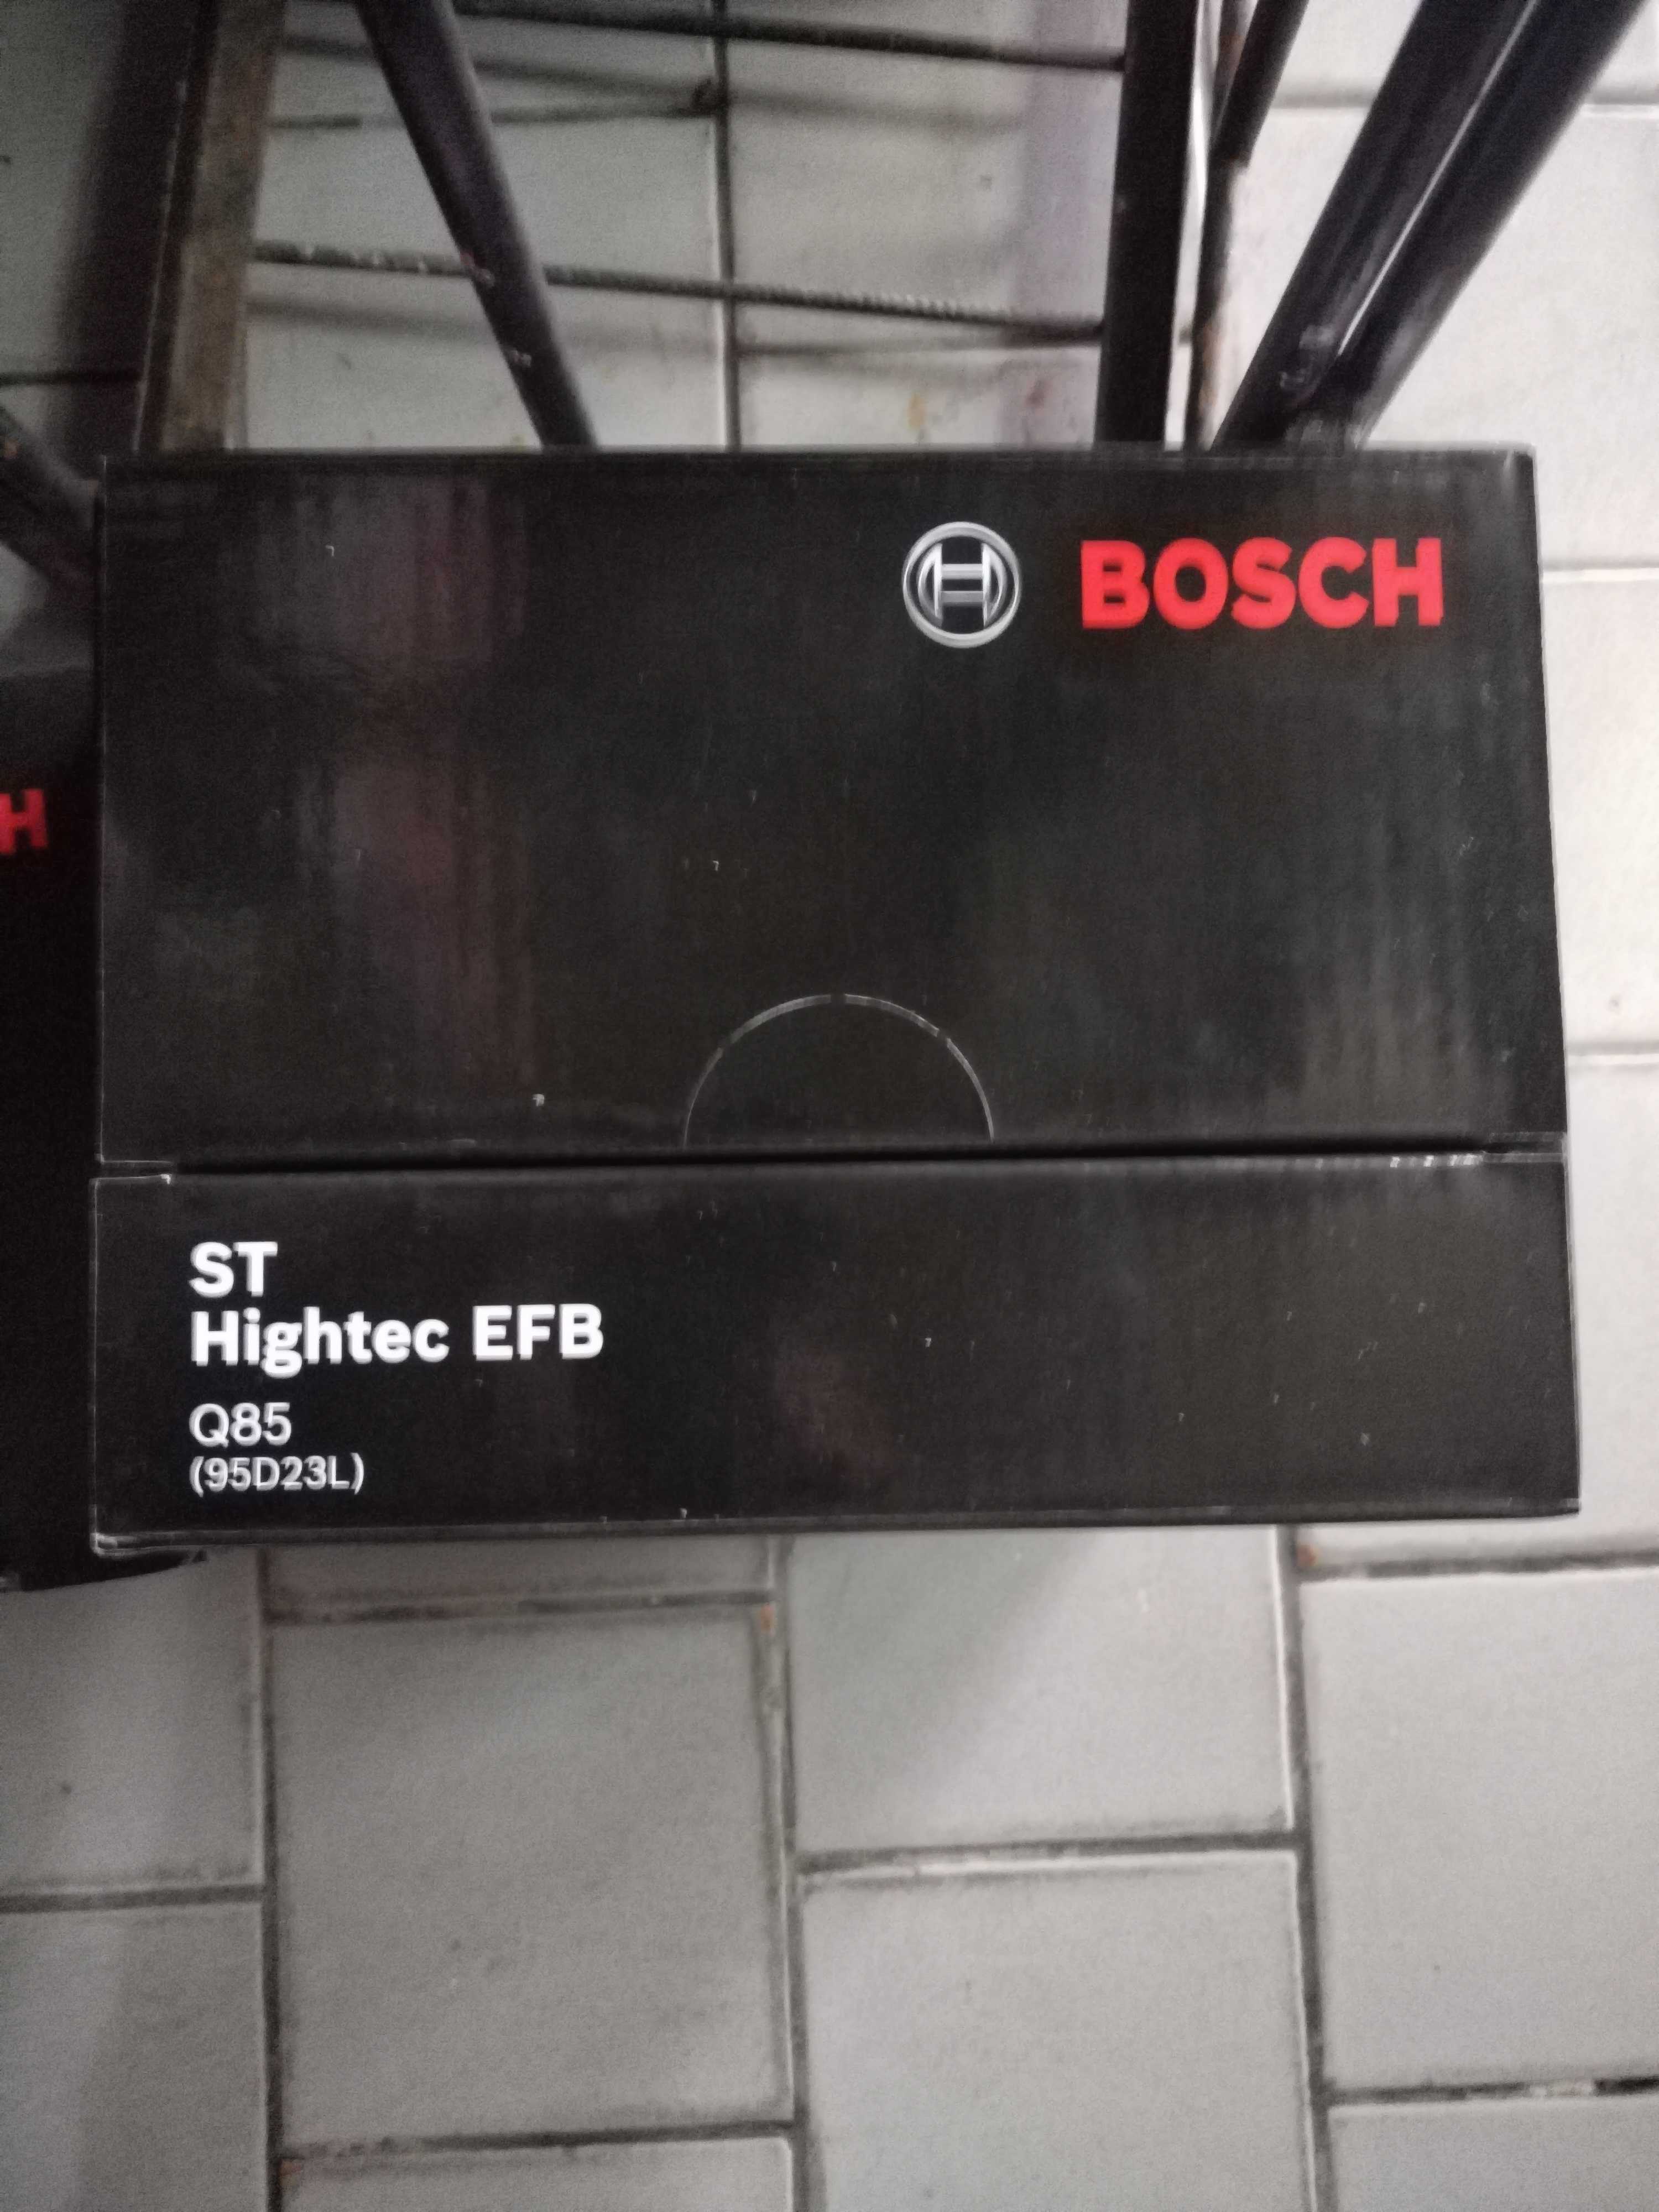 BOSCH
H
ST
Hightec EFB
Q85
(95D23L)